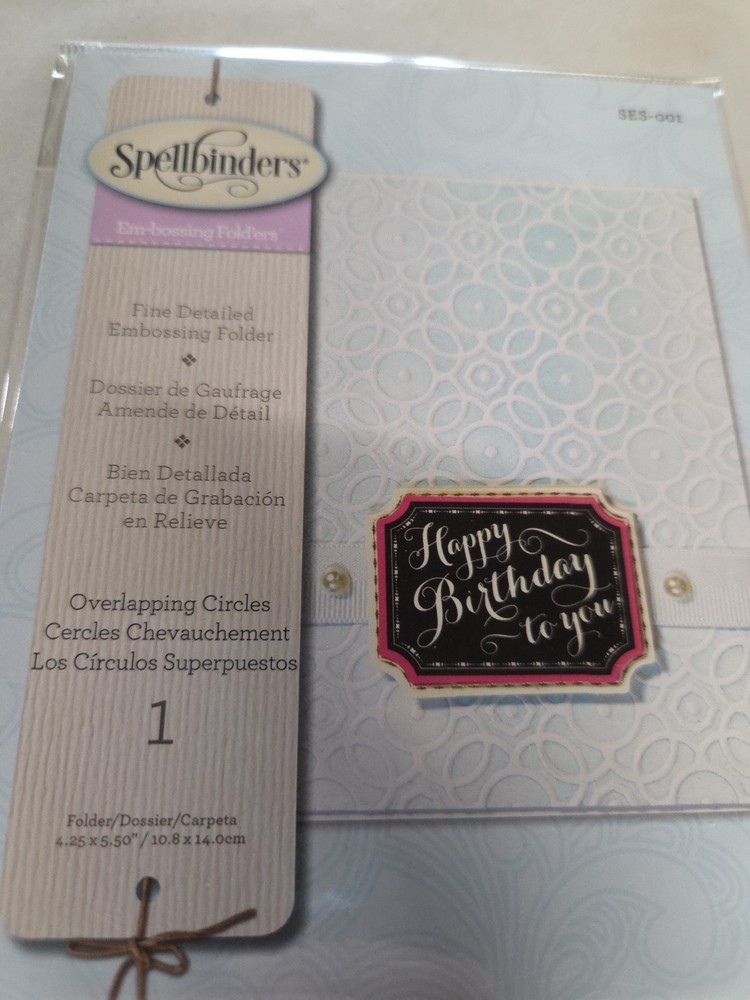 SES-001
Spellbinders®
Em-bossing Fold'ers™
Fine Detailed
Embossing Folder
Dossier de Gaufrage
Amende de Détail
Bien Detallada
Carpeta de Grabación
en Relieve
Overlapping Circles
Cercles Chevauchement
Los Círculos Superpuestos
1
Folder/Dossier/Carpeta
4.25 x 5.50" / 10.8 x 14.0cm
Happy
Birthday
to you